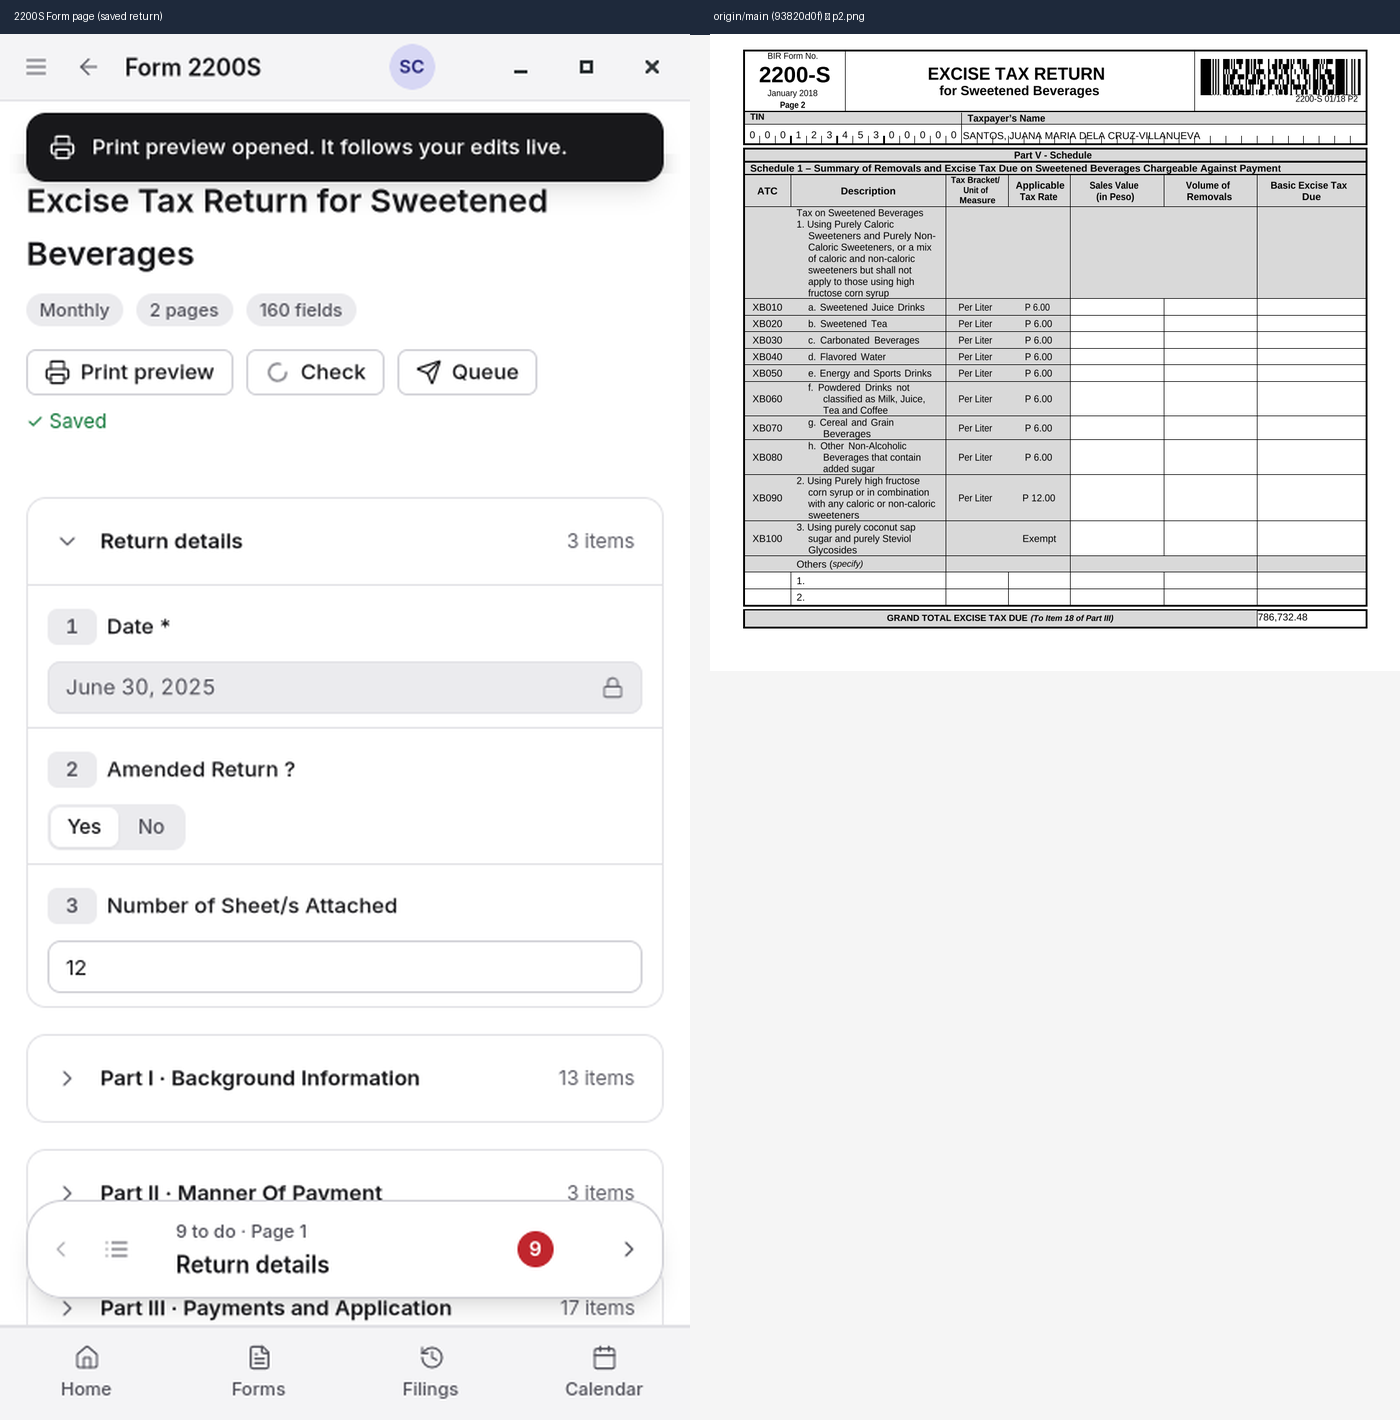 2200S Form page (saved return)
Form 2200S
SC
Print preview opened. It follows your edits live.
Excise Tax Return for Sweetened
Beverages
Monthly
2 pages
160 fields
Print preview
Check
Queue
Saved
Return details
3 items
1 Date *
June 30, 2025
2 Amended Return ?
Yes
No
3 Number of Sheet/s Attached
12
Part I · Background Information
13 items
Part II · Manner Of Payment
3 items
9 to do · Page 1
Return details
9
Part III · Payments and Application
17 items
Home
Forms
Filings
Calendar
origin/main (93820d0f) p2.png
BIR Form No.
2200-S
January 2018
Page 2
EXCISE TAX RETURN
for Sweetened Beverages
2200-S 01/18 P2
TIN
Taxpayer's Name
0 0 0 1 2 3 4 5 3 0 0 0 0 0
SANTOS, JUANA MARIA DELA CRUZ-VILLANUEVA
Part V - Schedule
Schedule 1 – Summary of Removals and Excise Tax Due on Sweetened Beverages Chargeable Against Payment
ATC
Description
Tax Bracket/
Unit of
Measure
Applicable
Tax Rate
Sales Value
(in Peso)
Volume of
Removals
Basic Excise Tax
Due
Tax on Sweetened Beverages
1. Using Purely Caloric
Sweeteners and Purely Non-
Caloric Sweeteners, or a mix
of caloric and non-caloric
sweeteners but shall not
apply to those using high
fructose corn syrup
XB010 a. Sweetened Juice Drinks Per Liter P 6.00
XB020 b. Sweetened Tea Per Liter P 6.00
XB030 c. Carbonated Beverages Per Liter P 6.00
XB040 d. Flavored Water Per Liter P 6.00
XB050 e. Energy and Sports Drinks Per Liter P 6.00
f. Powdered Drinks not
XB060 classified as Milk, Juice, Per Liter P 6.00
Tea and Coffee
XB070 g. Cereal and Grain Per Liter P 6.00
Beverages
h. Other Non-Alcoholic
XB080 Beverages that contain Per Liter P 6.00
added sugar
2. Using Purely high fructose
corn syrup or in combination
XB090 with any caloric or non-caloric Per Liter P 12.00
sweeteners
3. Using purely coconut sap
XB100 sugar and purely Steviol Exempt
Glycosides
Others (specify)
1.
2.
GRAND TOTAL EXCISE TAX DUE (To Item 18 of Part III) 786,732.48